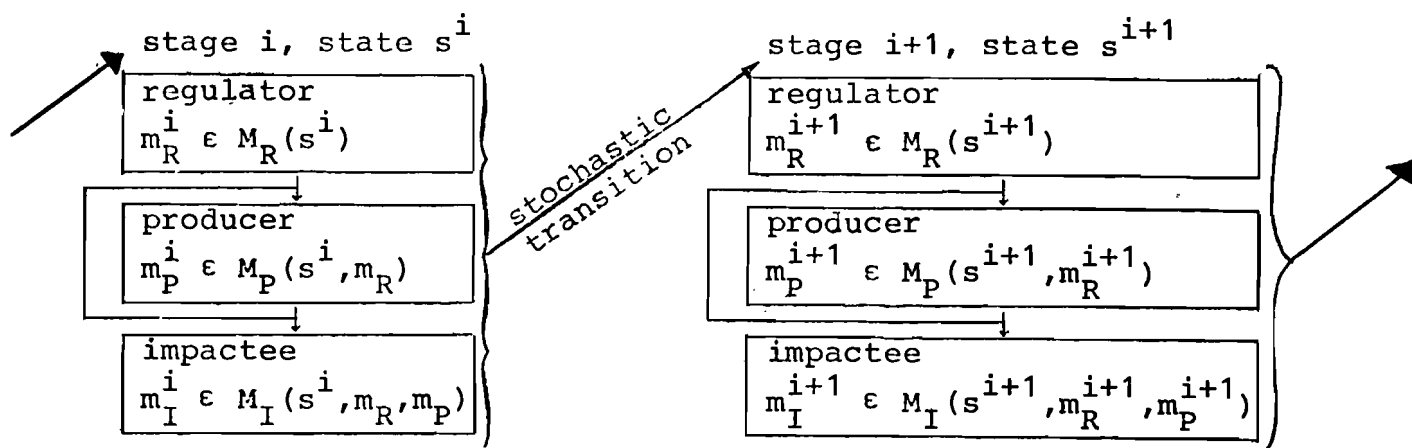 stage i, state s^i
regulator
m_R^i ε M_R(s^i)
producer
m_P^i ε M_P(s^i,m_R)
impactee
m_I^i ε M_I(s^i,m_R,m_P)
stochastic
transition
stage i+1, state s^{i+1}
regulator
m_R^{i+1} ε M_R(s^{i+1})
producer
m_P^{i+1} ε M_P(s^{i+1},m_R^{i+1})
impactee
m_I^{i+1} ε M_I(s^{i+1},m_R^{i+1},m_P^{i+1})